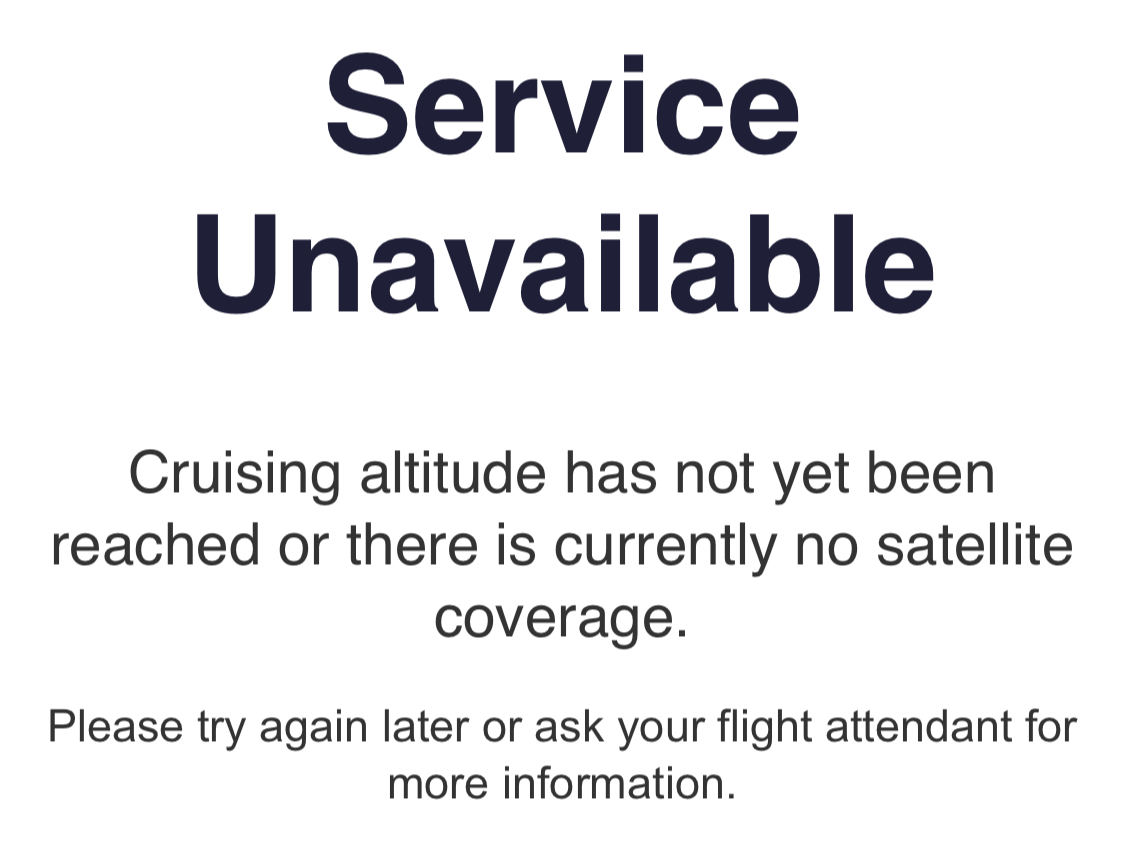 Service
Unavailable
Cruising altitude has not yet been
reached or there is currently no satellite
coverage.
Please try again later or ask your flight attendant for
more information.